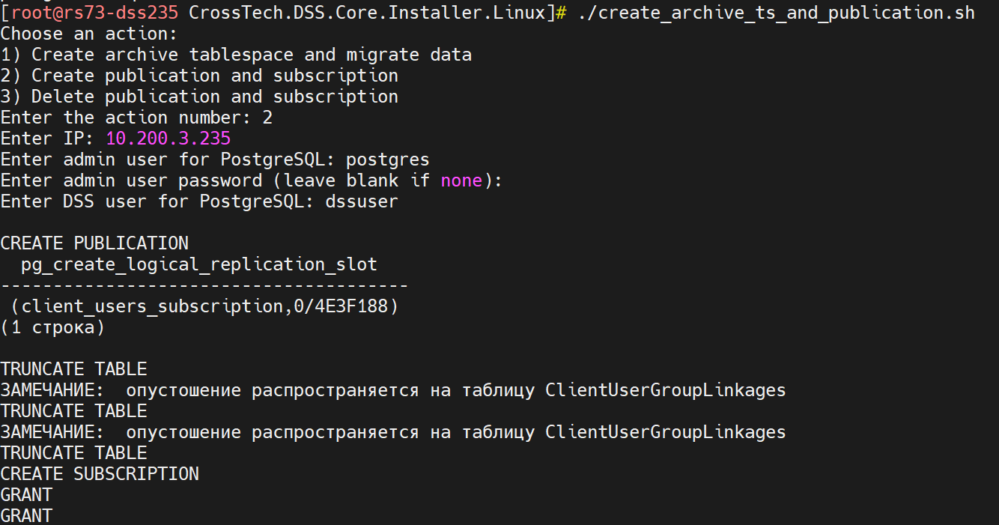 [root@rs73-dss235 CrossTech.DSS.Core.Installer.Linux]# ./create_archive_ts_and_publication.sh
Choose an action:
1) Create archive tablespace and migrate data
2) Create publication and subscription
3) Delete publication and subscription
Enter the action number: 2
Enter IP: 10.200.3.235
Enter admin user for PostgreSQL: postgres
Enter admin user password (leave blank if none):
Enter DSS user for PostgreSQL: dssuser
CREATE PUBLICATION
pg_create_logical_replication_slot
---------------------------------------
(client_users_subscription,0/4E3F188)
(1 строка)
TRUNCATE TABLE
ЗАМЕЧАНИЕ:  опустошение распространяется на таблицу ClientUserGroupLinkages
TRUNCATE TABLE
ЗАМЕЧАНИЕ:  опустошение распространяется на таблицу ClientUserGroupLinkages
TRUNCATE TABLE
CREATE SUBSCRIPTION
GRANT
GRANT